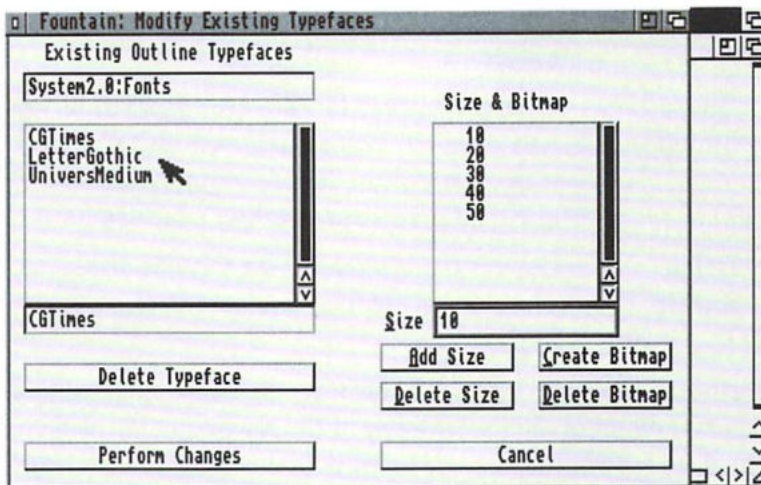 Fountain: Modify Existing Typefaces
Existing Outline Typefaces
System2.0:Fonts
CGTimes
LetterGothic
UniversMedium
CGTimes
Delete Typeface
Perform Changes
Size & Bitmap
10
20
30
40
50
Size 10
Add Size
Create Bitmap
Delete Size
Delete Bitmap
Cancel